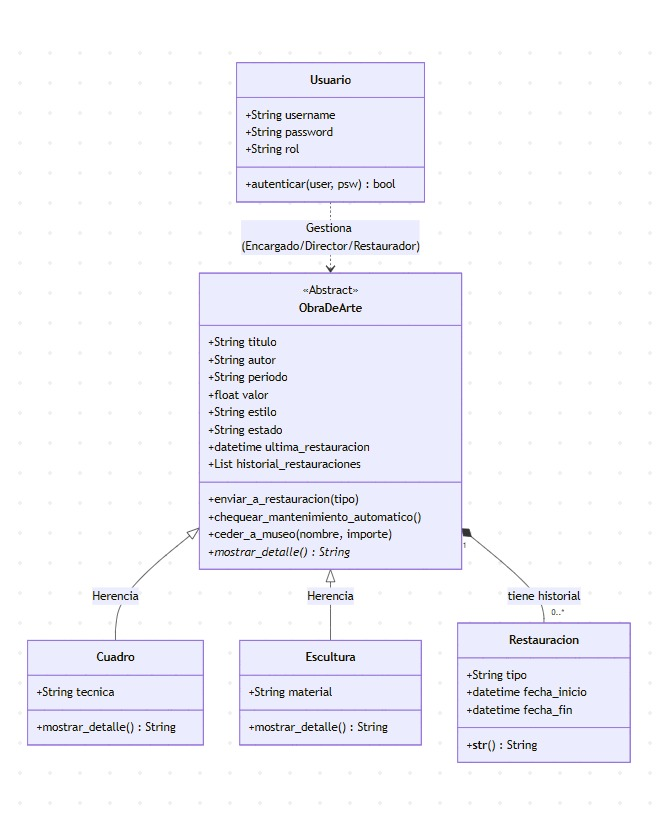 Usuario
+String username
+String password
+String rol
+autenticar(user, psw) : bool
Gestiona
(Encargado/Director/Restaurador)
«Abstract»
ObraDeArte
+String titulo
+String autor
+String periodo
+float valor
+String estilo
+String estado
+datetime ultima_restauracion
+List historial_restauraciones
+enviar_a_restauracion(tipo)
+chequear_mantenimiento_automatico()
+ceder_a_museo(nombre, importe)
+mostrar_detalle() : String
1
Herencia
Herencia
tiene historial
0..*
Cuadro
+String tecnica
+mostrar_detalle() : String
Escultura
+String material
+mostrar_detalle() : String
Restauracion
+String tipo
+datetime fecha_inicio
+datetime fecha_fin
+str() : String